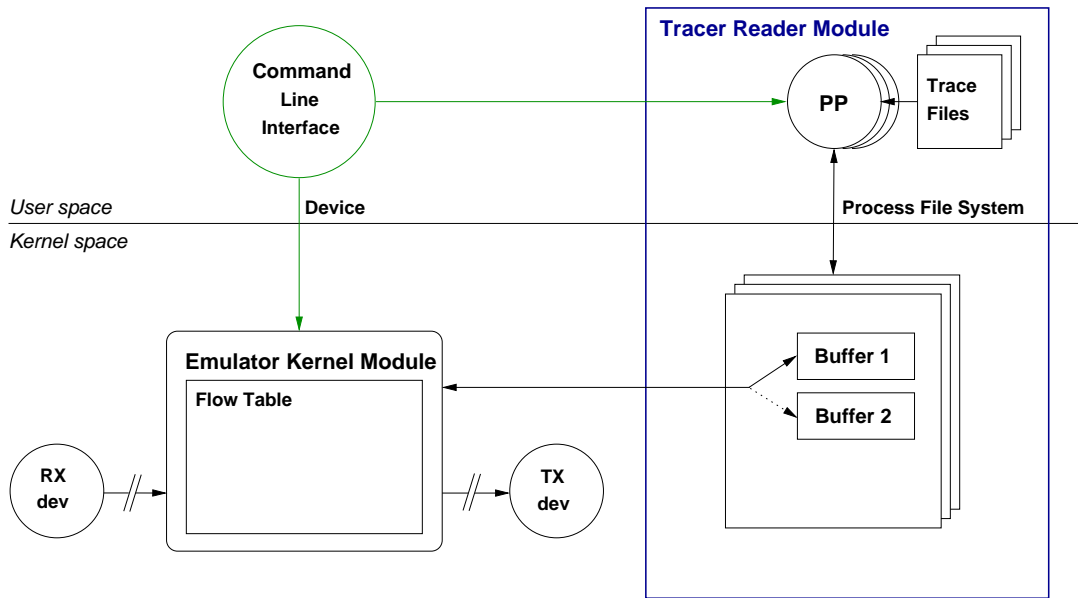 Tracer Reader Module
Command
Line
Interface
PP
Trace
Files
User space
Device
Process File System
Kernel space
Emulator Kernel Module
Flow Table
Buffer 1
Buffer 2
RX
dev
TX
dev